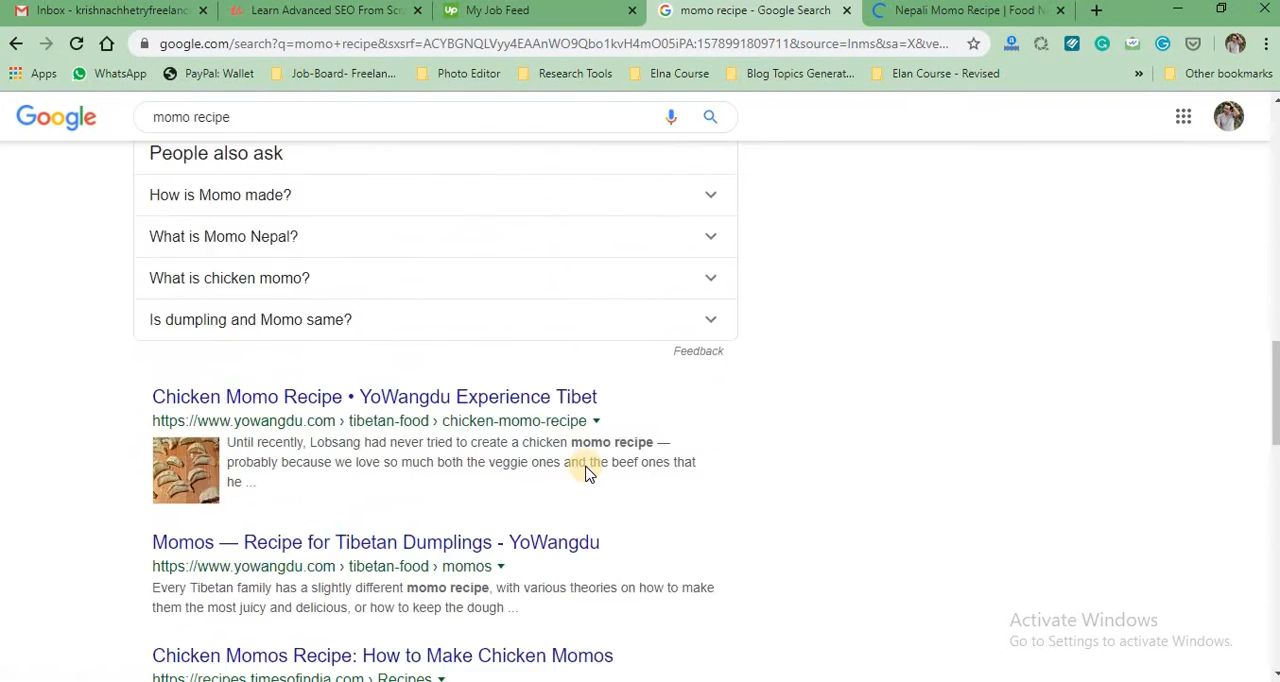 Inbox - krishnachhetryfreelanc
Learn Advanced SEO From Scr
up My Job Feed
momo recipe - Google Search
Nepali Momo Recipe | Food N
google.com/search?q=momo+recipe&sxsrf=ACYBGNQLVyy4EAAnWO9Qbo1kvH4mO05iPA:1578991809711&source=lnms&sa=X&ve...
Apps
WhatsApp
PayPal: Wallet
Job-Board- Freelan...
Photo Editor
Research Tools
Elna Course
Blog Topics Generat...
Elan Course - Revised
»
Other bookmarks
Google
momo recipe
People also ask
How is Momo made?
What is Momo Nepal?
What is chicken momo?
Is dumpling and Momo same?
Feedback
Chicken Momo Recipe • YoWangdu Experience Tibet
https://www.yowangdu.com › tibetan-food › chicken-momo-recipe
Until recently, Lobsang had never tried to create a chicken momo recipe —
probably because we love so much both the veggie ones and the beef ones that
he ...
Momos — Recipe for Tibetan Dumplings - YoWangdu
https://www.yowangdu.com › tibetan-food › momos
Every Tibetan family has a slightly different momo recipe, with various theories on how to make
them the most juicy and delicious, or how to keep the dough ...
Activate Windows
Go to Settings to activate Windows.
Chicken Momos Recipe: How to Make Chicken Momos
https://recipes.timesofindia.com › Recipes